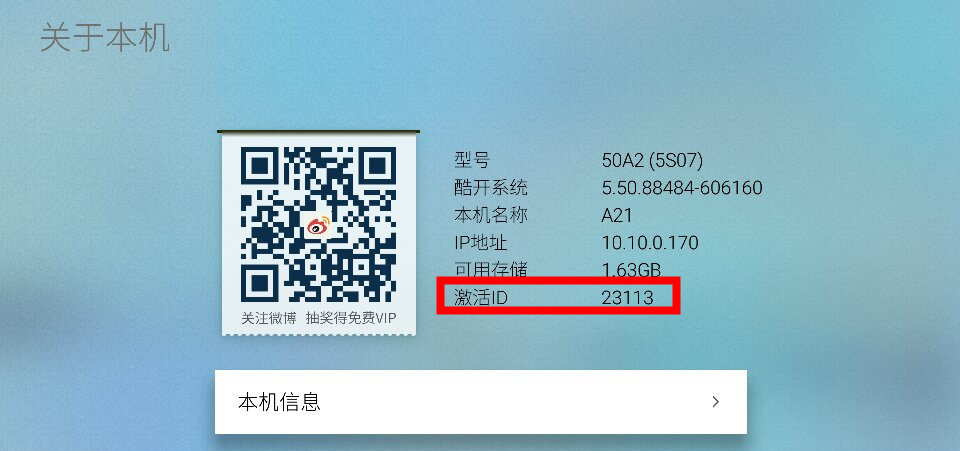 关于本机
型号 50A2 (5S07)
酷开系统 5.50.88484-606160
本机名称 A21
IP地址 10.10.0.170
可用存储 1.63GB
激活ID 23113
关注微博 抽奖得免费VIP
本机信息